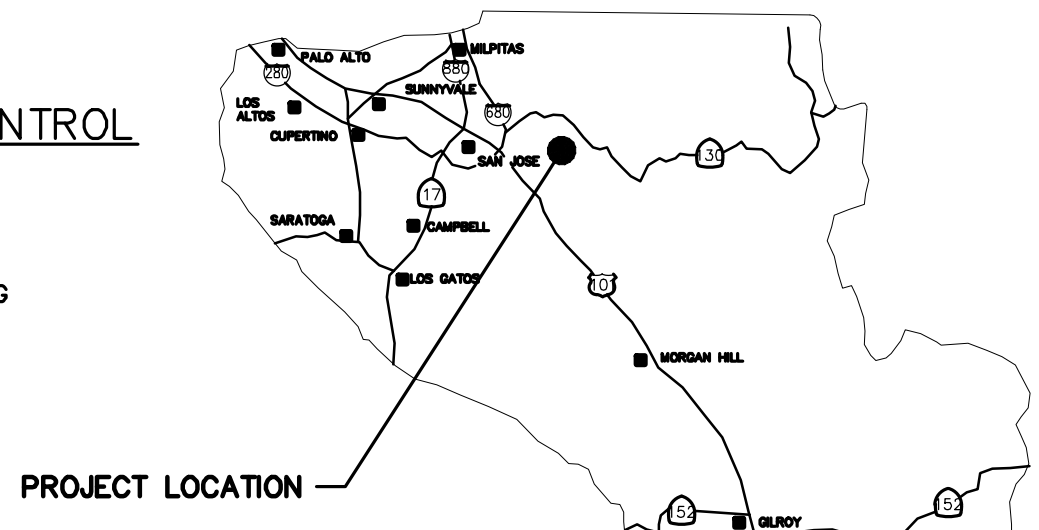 NTROL
G
PALO ALTO
MILPITAS
280
880
SUNNYVALE
LOS
ALTOS
680
CUPERTINO
SAN JOSE
130
17
SARATOGA
CAMPBELL
LOS GATOS
101
MORGAN HILL
PROJECT LOCATION
152
152
GILROY